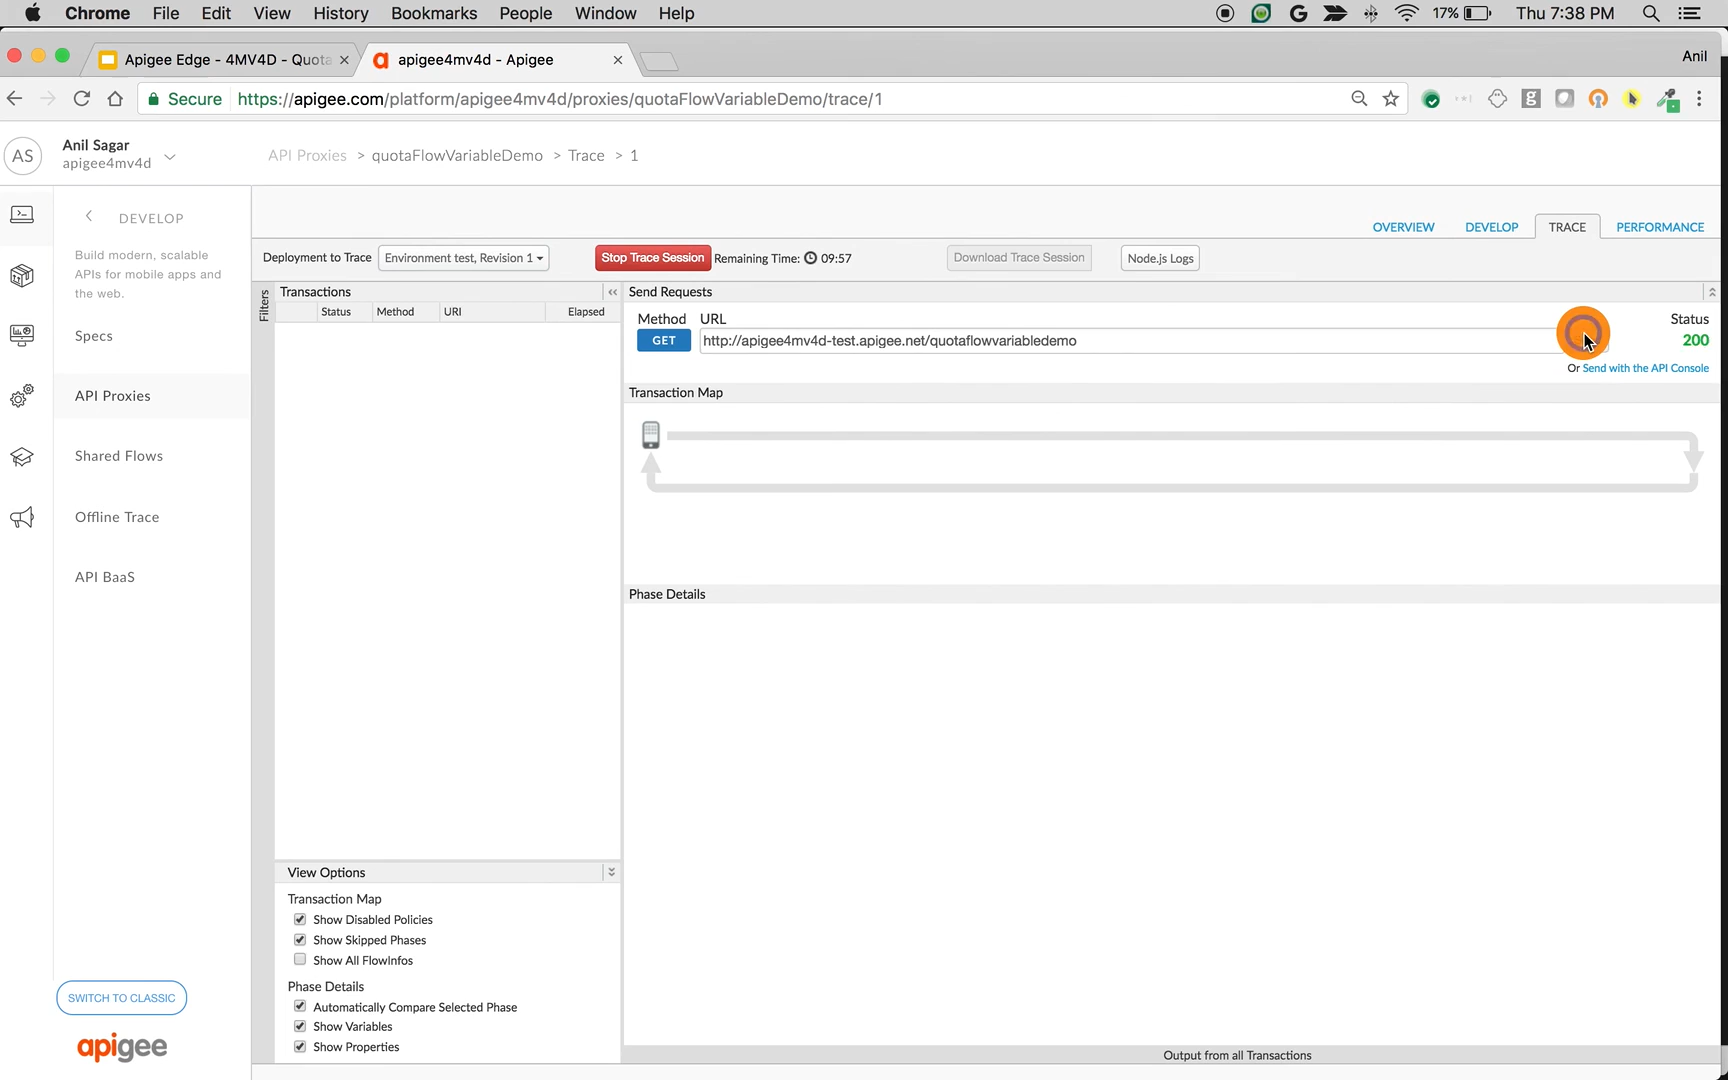 Chrome File Edit View History Bookmarks People Window Help 17% Thu 7:38 PM
Apigee Edge - 4MV4D - Quota apigee4mv4d - Apigee Anil
Secure https://apigee.com/platform/apigee4mv4d/proxies/quotaFlowVariableDemo/trace/1
AS
Anil Sagar
apigee4mv4d
API Proxies > quotaFlowVariableDemo > Trace > 1
DEVELOP
Build modern, scalable
APIs for mobile apps and
the web.
Specs
API Proxies
Shared Flows
Offline Trace
API BaaS
SWITCH TO CLASSIC
apigee
OVERVIEW DEVELOP TRACE PERFORMANCE
Deployment to Trace Environment test, Revision 1 Stop Trace Session Remaining Time: 09:57 Download Trace Session Node.js Logs
Filters
Transactions
Status Method URI Elapsed
Send Requests
Method URL Status
GET http://apigee4mv4d-test.apigee.net/quotaflowvariabledemo 200
Or Send with the API Console
Transaction Map
Phase Details
View Options
Transaction Map
Show Disabled Policies
Show Skipped Phases
Show All FlowInfos
Phase Details
Automatically Compare Selected Phase
Show Variables
Show Properties
Output from all Transactions